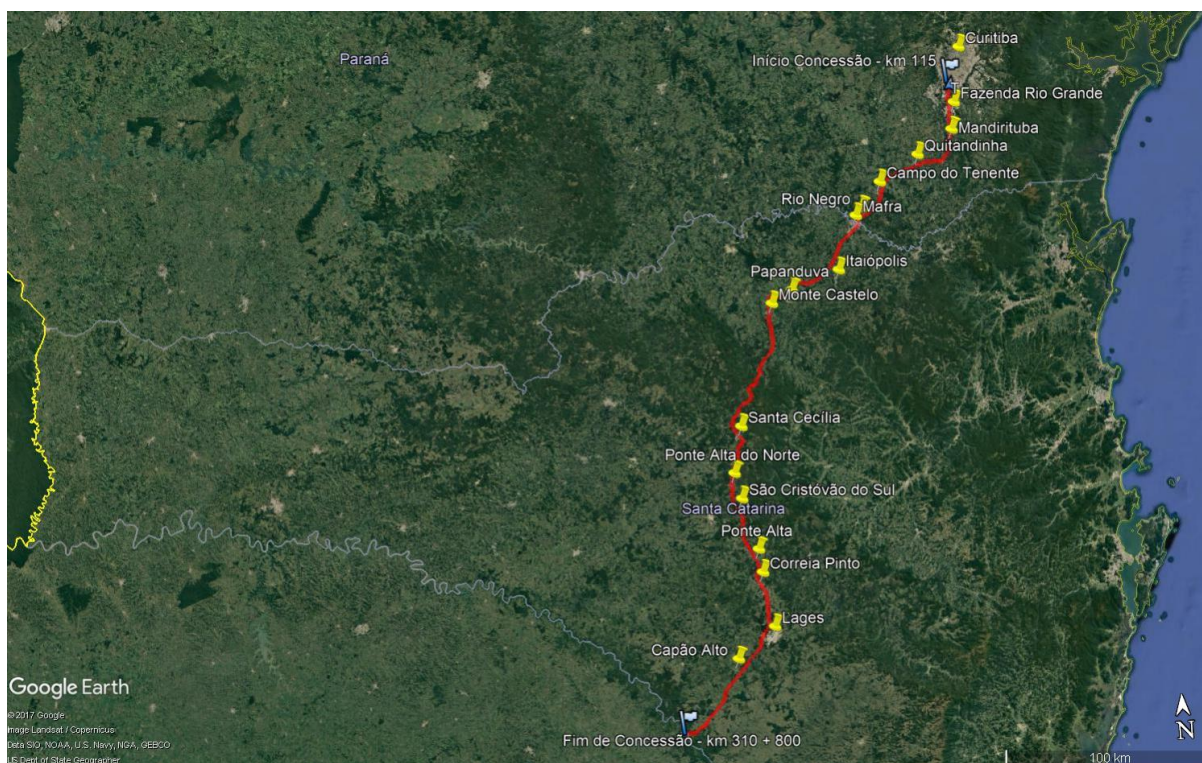 Curitiba
Paraná
Início Concessão - km 115
T
Fazenda Rio Grande
Mandirituba
Quitandinha
Campo do Tenente
Rio Negro
Mafra
Itaiópolis
Papanduva
Monte Castelo
Santa Cecília
Ponte Alta do Norte
São Cristóvão do Sul
Santa Catarina
Ponte Alta
Correia Pinto
Lages
Capão Alto
Google Earth
© 2017 Google
Image Landsat / Copernicus
Data SIO, NOAA, U.S. Navy, NGA, GEBCO
US Dept of State Geographer
Fim de Concessão - km 310 + 800
N
100 km